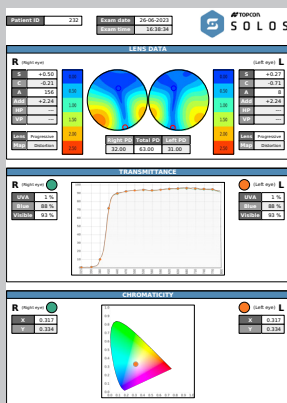 Patient ID 232 Exam date 26-06-2023
Exam time 16:38:34
TOPCON
SOLOS
LENS DATA
R (Right eye) (Left eye) L
S +0.50 S +0.27
C -0.21 C -0.71
A 156 A 8
Add +2.24 Add +2.24
HP --- HP ---
VP --- VP ---
Right PD Total PD Left PD
32.00 63.00 31.00
Lens Progressive Lens Progressive
Map Distortion Map Distortion
TRANSMITTANCE
R (Right eye) (Left eye) L
UVA 1 % UVA 1 %
Blue 88 % Blue 88 %
Visible 93 % Visible 93 %
CHROMATICITY
R (Right eye) (Left eye) L
X 0.317 X 0.317
Y 0.334 Y 0.334